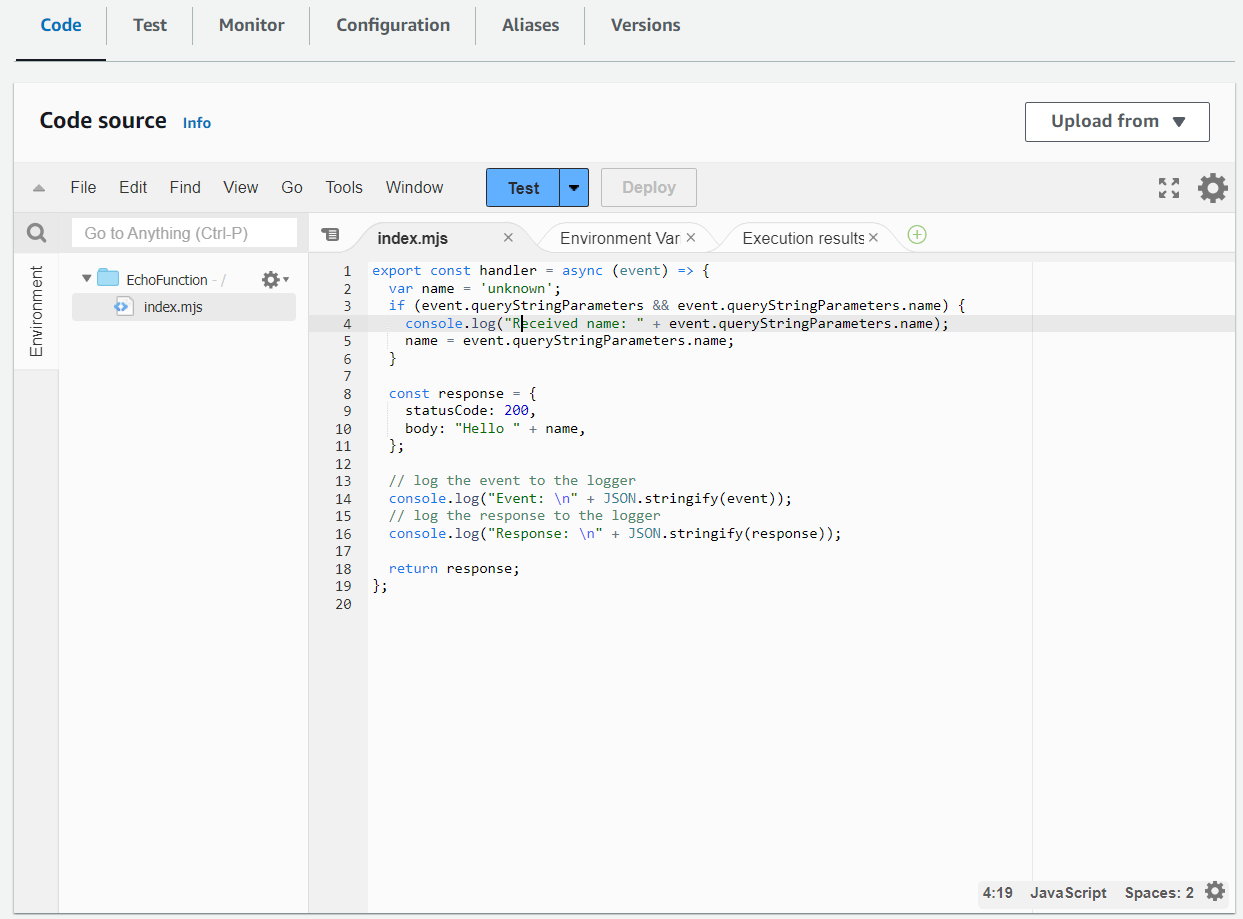 Code Test Monitor Configuration Aliases Versions
Code source Info Upload from
File Edit Find View Go Tools Window Test Deploy
Go to Anything (Ctrl-P) index.mjs Environment Var Execution results
Environment
EchoFunction - /
index.mjs
1 export const handler = async (event) => {
2   var name = 'unknown';
3   if (event.queryStringParameters && event.queryStringParameters.name) {
4     console.log("Received name: " + event.queryStringParameters.name);
5     name = event.queryStringParameters.name;
6   }
7
8   const response = {
9     statusCode: 200,
10     body: "Hello " + name,
11   };
12
13   // log the event to the logger
14   console.log("Event: \n" + JSON.stringify(event));
15   // log the response to the logger
16   console.log("Response: \n" + JSON.stringify(response));
17
18   return response;
19 };
20
4:19 JavaScript Spaces: 2